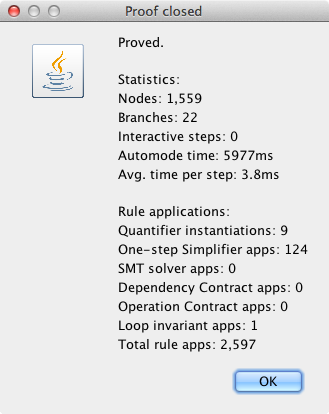 Proof closed
Proved.
Statistics:
Nodes: 1,559
Branches: 22
Interactive steps: 0
Automode time: 5977ms
Avg. time per step: 3.8ms
Rule applications:
Quantifier instantiations: 9
One-step Simplifier apps: 124
SMT solver apps: 0
Dependency Contract apps: 0
Operation Contract apps: 0
Loop invariant apps: 1
Total rule apps: 2,597
OK